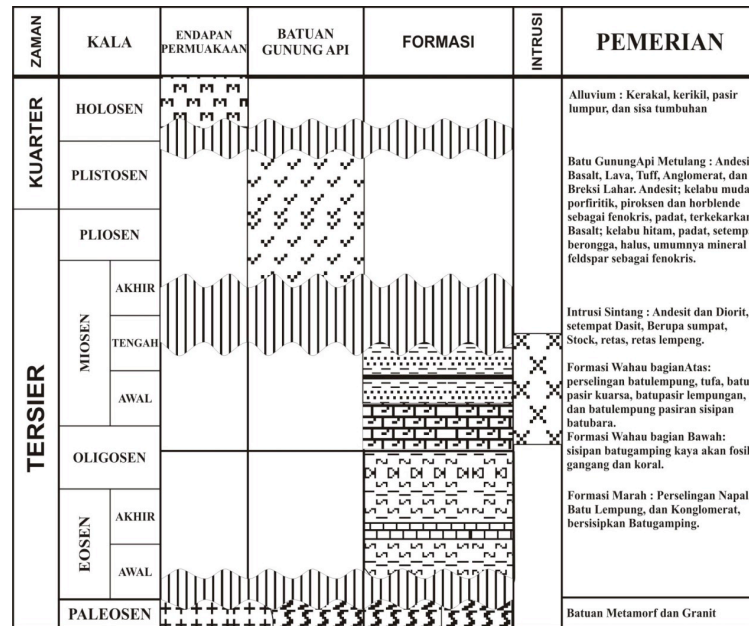 ZAMAN
KALA
ENDAPAN
PERMUAKAAN
BATUAN
GUNUNG API
FORMASI
INTRUSI
PEMERIAN
KUARTER
HOLOSEN
PLISTOSEN
TERSIER
PLIOSEN
MIOSEN
AKHIR
TENGAH
AWAL
OLIGOSEN
EOSEN
AKHIR
AWAL
PALEOSEN
Alluvium : Kerakal, kerikil, pasir
lumpur, dan sisa tumbuhan
Batu GunungApi Metulang : Andesi
Basalt, Lava, Tuff, Anglomerat, dan
Breksi Lahar. Andesit; kelabu muda
porfiritik, piroksen dan horblende
sebagai fenokris, padat, terkekarkan
Basalt; kelabu hitam, padat, setemp
berongga, halus, umumnya mineral
feldspar sebagai fenokris.
Intrusi Sintang : Andesit dan Diorit,
setempat Dasit, Berupa sumpat,
Stock, retas, retas lempeng.
Formasi Wahau bagianAtas:
perselingan batulempung, tufa, batu
pasir kuarsa, batupasir lempungan,
dan batulempung pasiran sisipan
batubara.
Formasi Wahau bagian Bawah:
sisipan batugamping kaya akan fosil
gangang dan koral.
Formasi Marah : Perselingan Napal
Batu Lempung, dan Konglomerat,
bersisipkan Batugamping.
Batuan Metamorf dan Granit